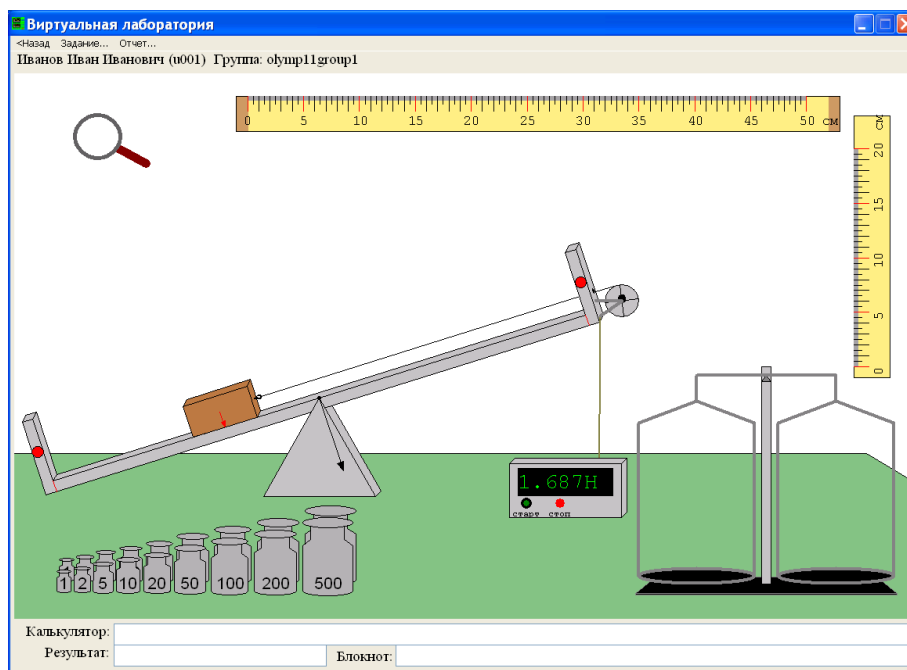 Виртуальная лаборатория
<Назад Задание... Отчет...
Иванов Иван Иванович (u001) Группа: olymp11group1
0 5 10 15 20 25 30 35 40 45 50 см
0 5 10 15 20 см
1.687Н
старт стоп
1 2 5 10 20 50 100 200 500
Калькулятор:
Результат: Блокнот: